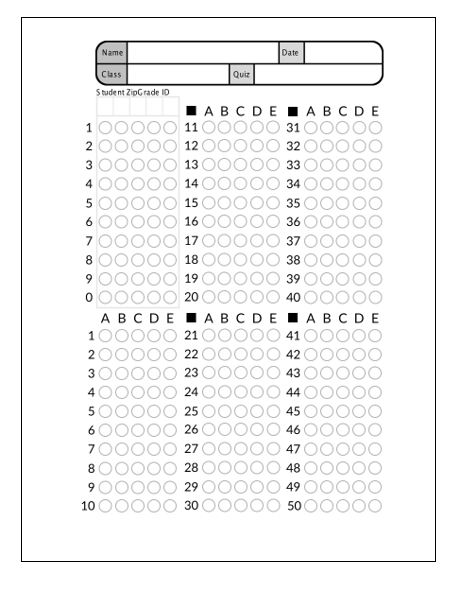 Name Date
Class Quiz
Student ZipGrade ID
A B C D E A B C D E
1 11 31
2 12 32
3 13 33
4 14 34
5 15 35
6 16 36
7 17 37
8 18 38
9 19 39
0 20 40
A B C D E A B C D E A B C D E
1 21 41
2 22 42
3 23 43
4 24 44
5 25 45
6 26 46
7 27 47
8 28 48
9 29 49
10 30 50